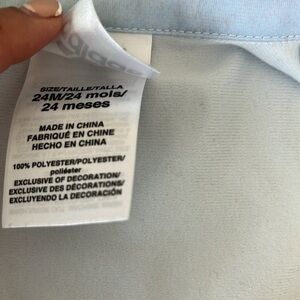 SIZE/TAILLE/TALLA
24M/24 mois/
24 meses
MADE IN CHINA
FABRIQUÉ EN CHINE
HECHO EN CHINA
100% POLYESTER/POLYESTER/
poliéster
EXCLUSIVE OF DECORATION/
EXCLUSIVE DES DÉCORATIONS/
EXCLUYENDO LA DECORACIÓN